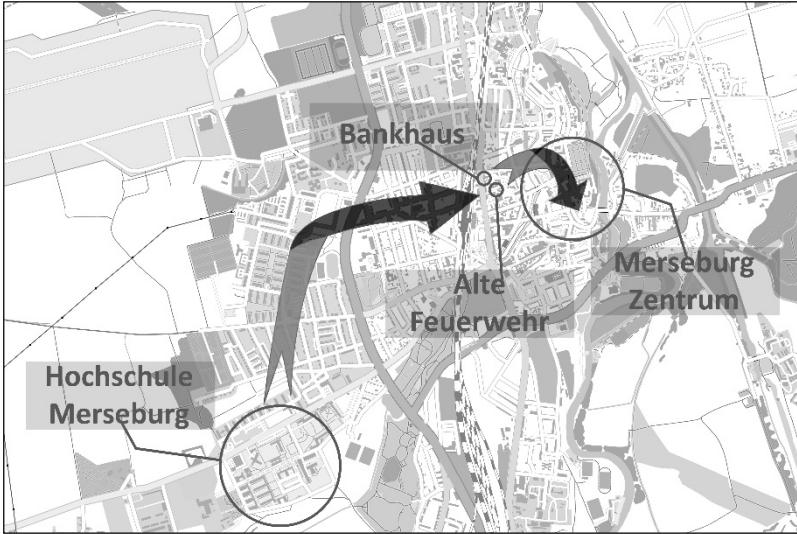 Bankhaus
Alte
Feuerwehr
Merseburg
Zentrum
Hochschule
Merseburg